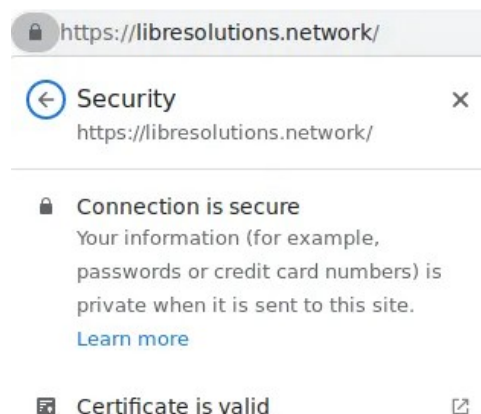 https://libresolutions.network/
Security
https://libresolutions.network/
Connection is secure
Your information (for example,
passwords or credit card numbers) is
private when it is sent to this site.
Learn more
Certificate is valid